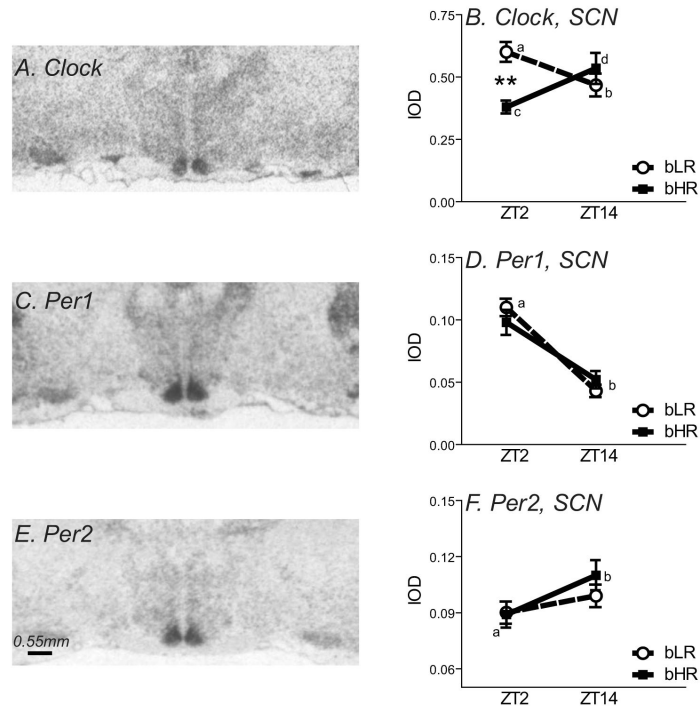 A. Clock
B. Clock, SCN
0.75
0.50
0.25
0.00
IOD
a
b
c
d
**
bLR
bHR
ZT2
ZT14
C. Per1
D. Per1, SCN
0.15
0.10
0.05
0.00
IOD
a
b
bLR
bHR
ZT2
ZT14
E. Per2
0.55mm
F. Per2, SCN
0.15
0.12
0.09
0.06
IOD
a
b
bLR
bHR
ZT2
ZT14